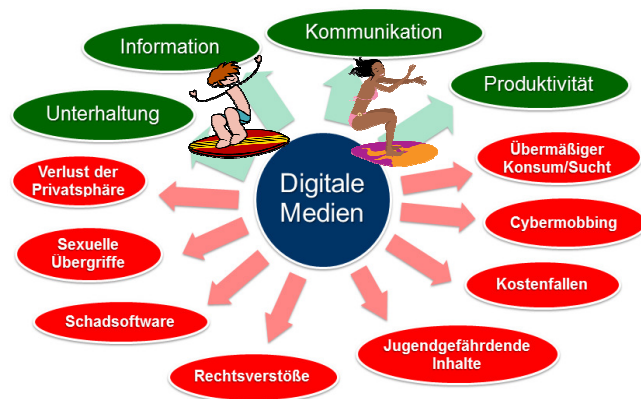 Information
Kommunikation
Unterhaltung
Produktivität
Digitale
Medien
Verlust der
Privatsphäre
Übermäßiger
Konsum/Sucht
Sexuelle
Übergriffe
Cybermobbing
Schadsoftware
Kostenfallen
Rechtsverstöße
Jugendgefährdende
Inhalte